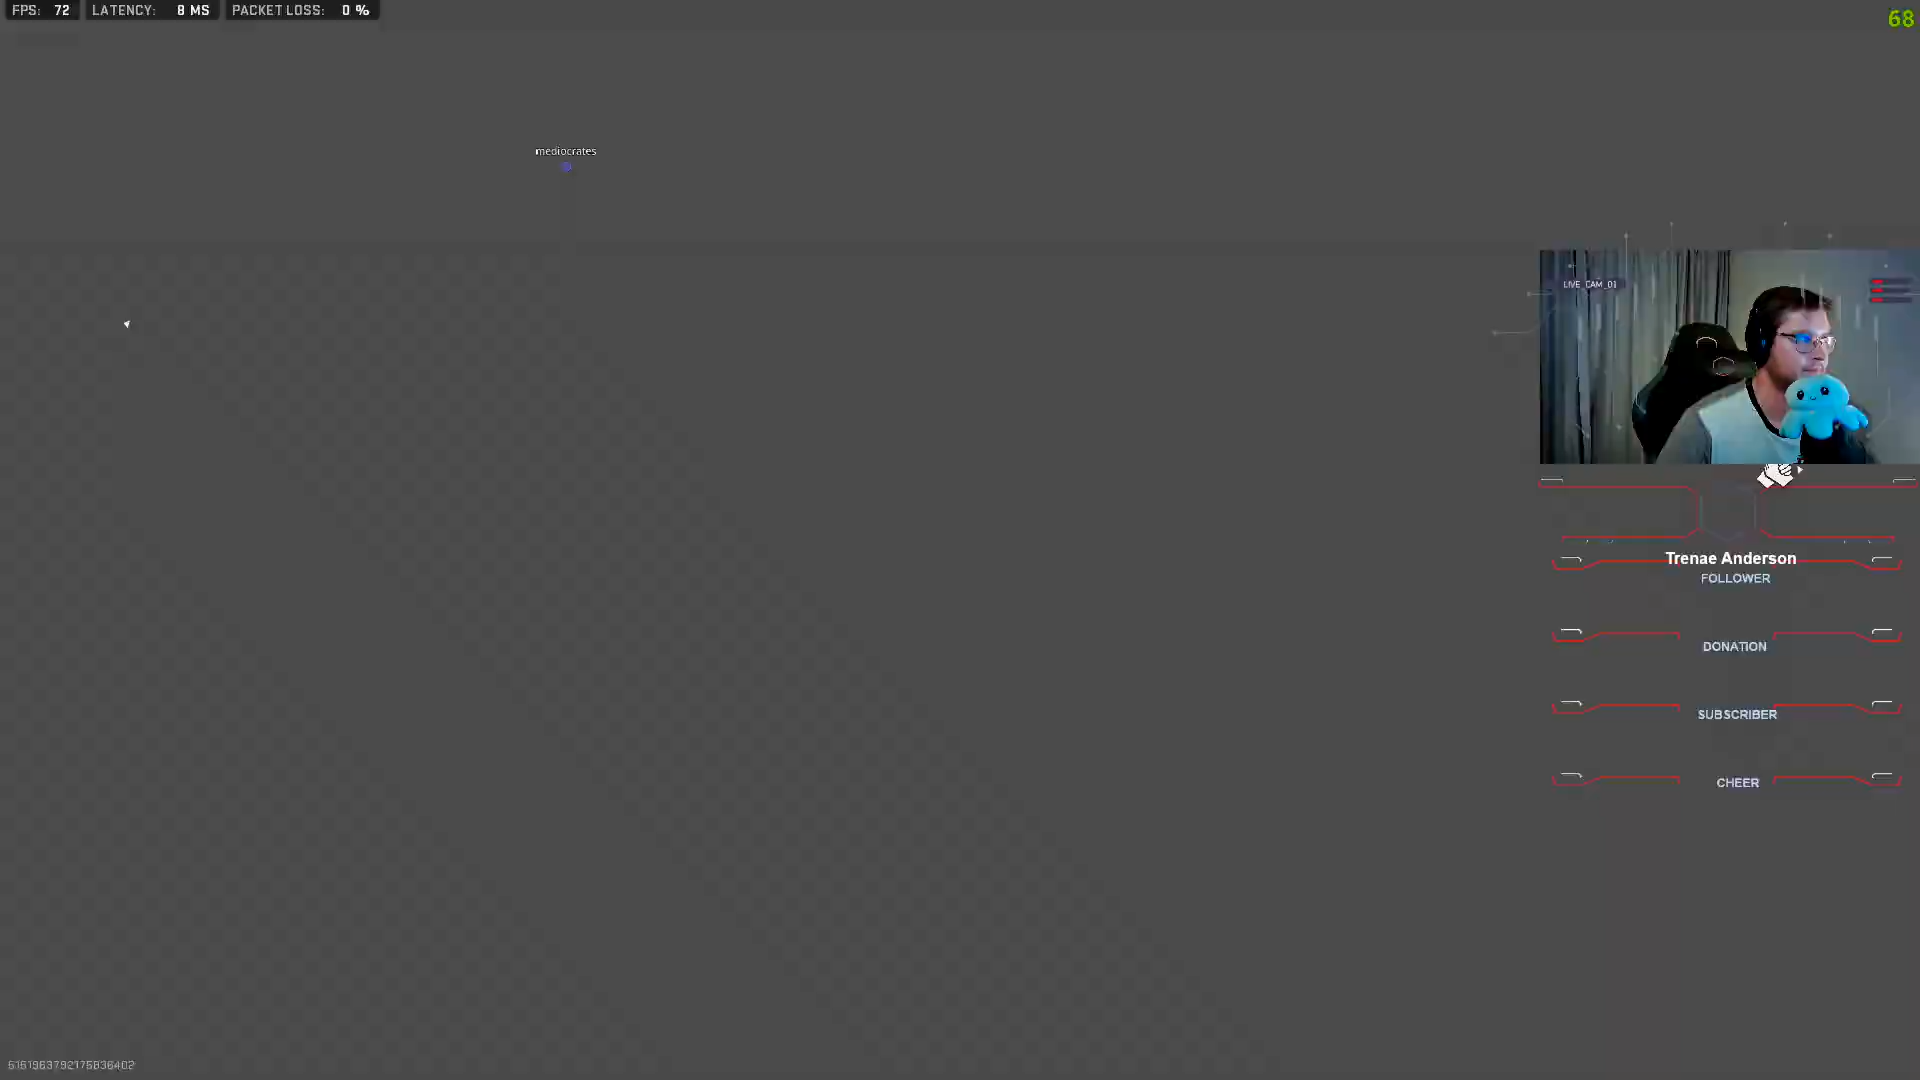 FPS: 72 LATENCY: 8 MS PACKET LOSS: 0 %
68
mediocrates
LIVE_CAM_01
Trenae Anderson
FOLLOWER
DONATION
SUBSCRIBER
CHEER